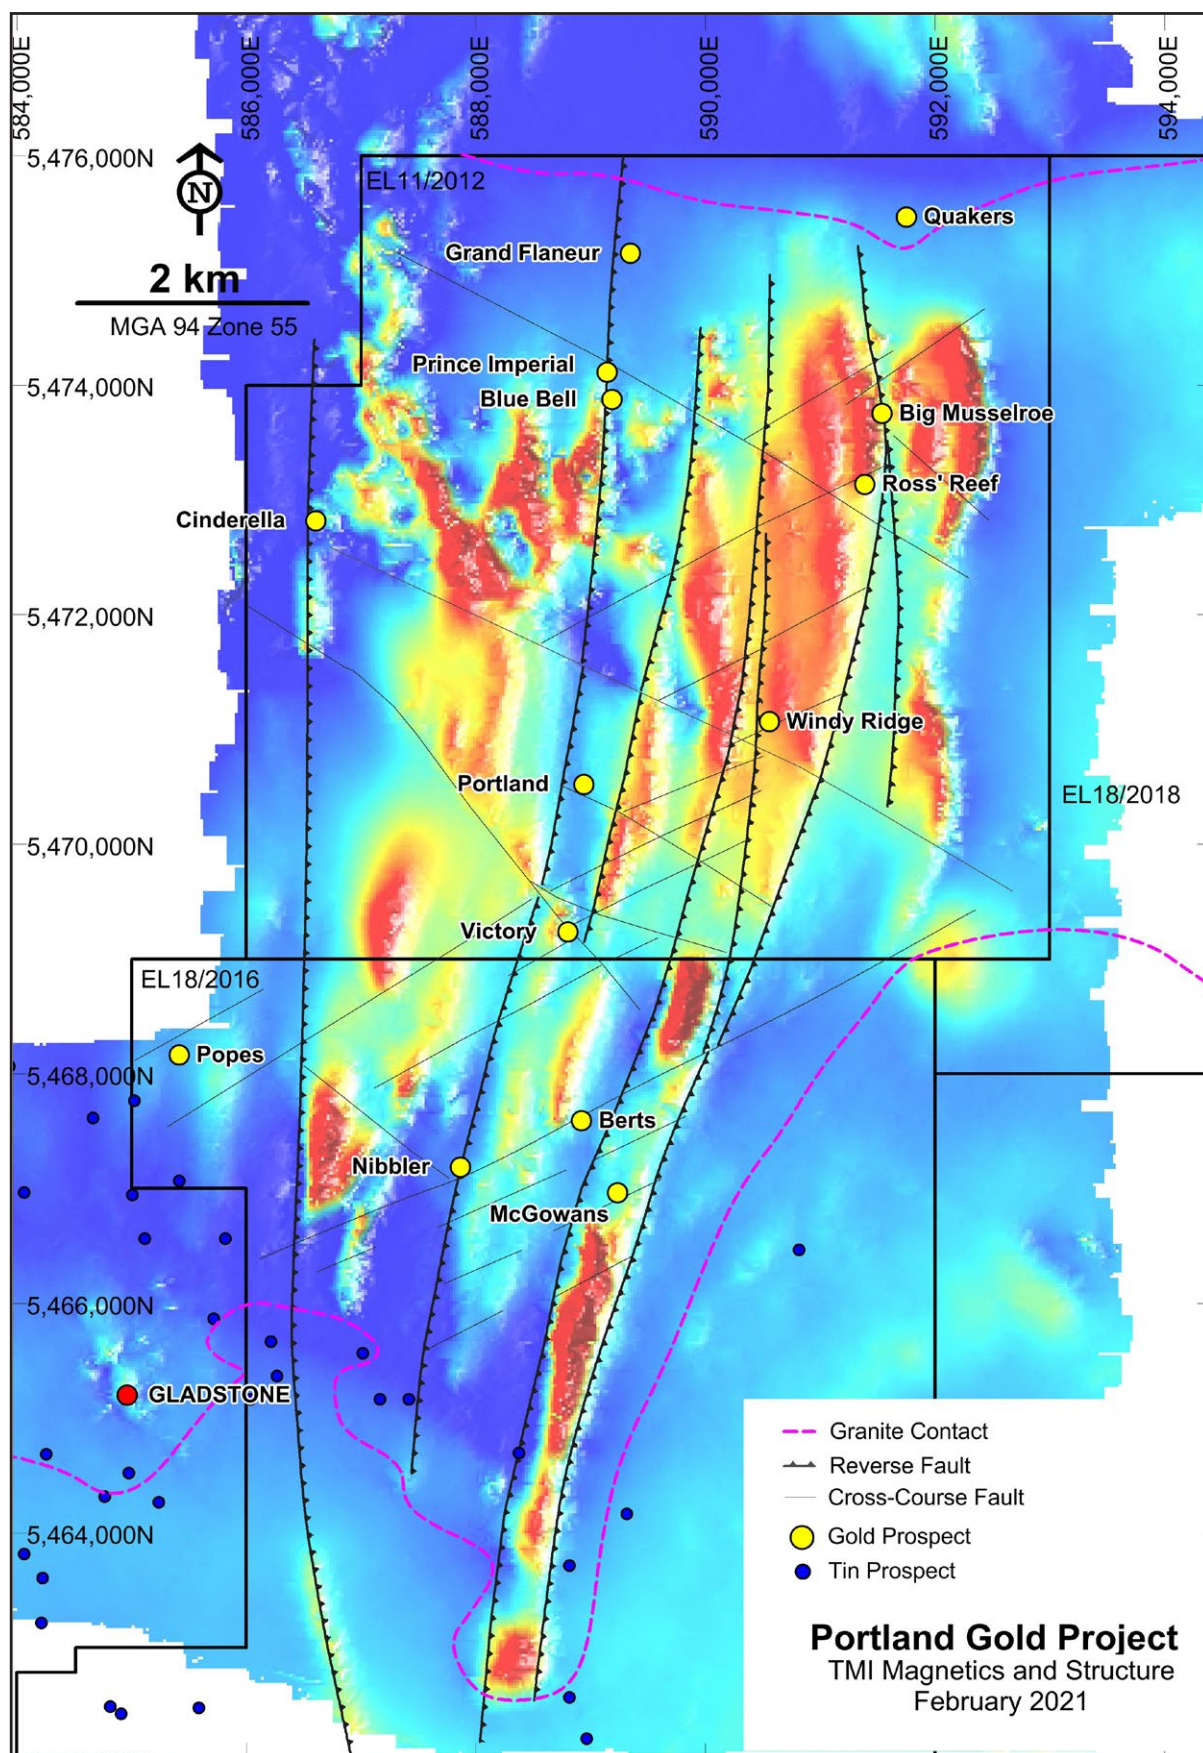 584,000E
586,000E
588,000E
590,000E
592,000E
594,000E
5,476,000N
EL11/2012
N
Quakers
Grand Flaneur
2 km
MGA 94 Zone 55
Prince Imperial
5,474,000N
Blue Bell
Big Musselroe
Ross' Reef
Cinderella
5,472,000N
Windy Ridge
Portland
EL18/2018
5,470,000N
Victory
EL18/2016
Popes
5,468,000N
Berts
Nibbler
McGowans
5,466,000N
GLADSTONE
Granite Contact
Reverse Fault
Cross-Course Fault
5,464,000N
Gold Prospect
Tin Prospect
Portland Gold Project
TMI Magnetics and Structure
February 2021